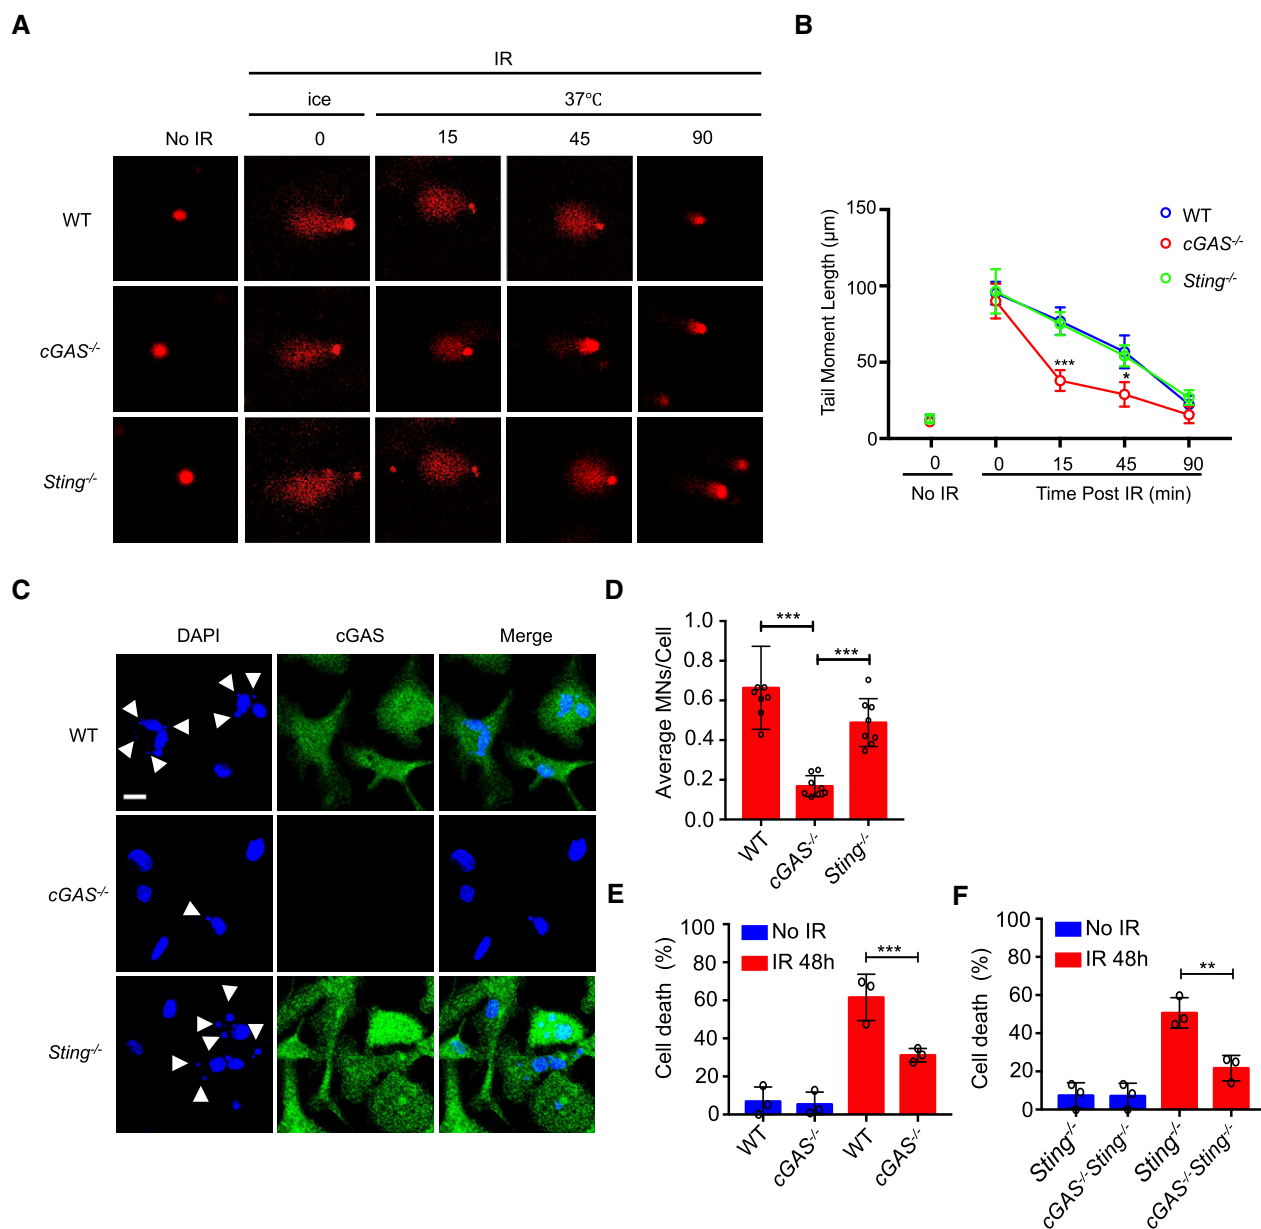 A
IR
ice
37℃
No IR
0
15
45
90
WT
cGAS-/-
Sting-/-
B
150
100
50
0
Tail Moment Length (μm)
WT
cGAS-/-
Sting-/-
***
*
0
0
15
45
90
No IR
Time Post IR (min)
C
DAPI
cGAS
Merge
WT
cGAS-/-
Sting-/-
D
Average MNs/Cell
1.0
0.8
0.6
0.4
0.2
0.0
***
***
WT
cGAS-/-
Sting-/-
E
Cell death (%)
100
80
60
40
20
0
No IR
IR 48h
***
WT
cGAS-/-
WT
cGAS-/-
F
Cell death (%)
100
80
60
40
20
0
No IR
IR 48h
**
Sting-/-
cGAS-/-Sting-/-
Sting-/-
cGAS-/-Sting-/-